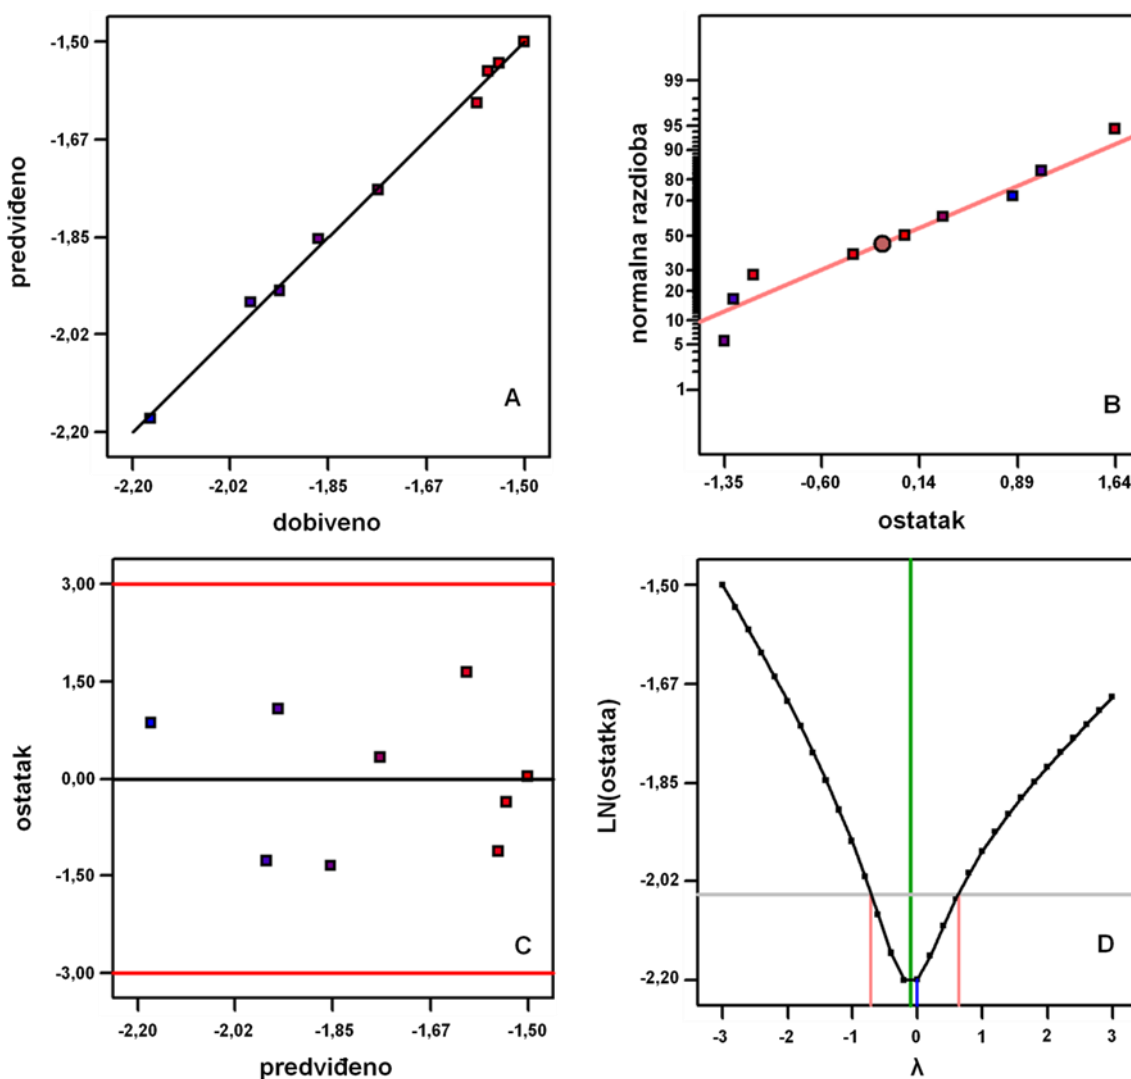 -1,50
-1,67
-1,85
-2,02
-2,20
predviđeno
A
-2,20 -2,02 -1,85 -1,67 -1,50
dobiveno
99
95
90
80
70
50
30
20
10
5
1
normalna razdioba
B
-1,35 -0,60 0,14 0,89 1,64
ostatak
3,00
1,50
0,00
-1,50
-3,00
ostatak
C
-2,20 -2,02 -1,85 -1,67 -1,50
predviđeno
-1,50
-1,67
-1,85
-2,02
-2,20
LN(ostatka)
D
-3 -2 -1 0 1 2 3
λ